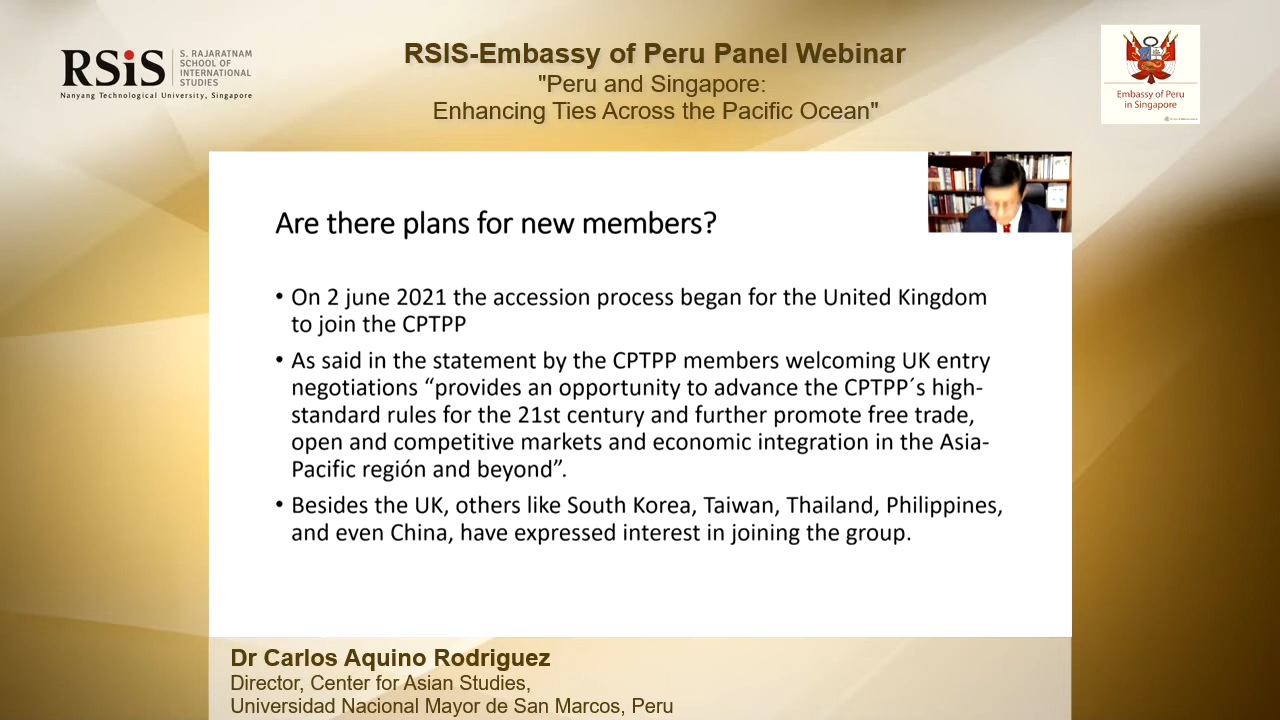 RSiS
S. RAJARATNAM
SCHOOL OF
INTERNATIONAL
STUDIES
Nanyang Technological University, Singapore
RSIS-Embassy of Peru Panel Webinar
"Peru and Singapore:
Enhancing Ties Across the Pacific Ocean"
Embassy of Peru
in Singapore
Are there plans for new members?
• On 2 june 2021 the accession process began for the United Kingdom
to join the CPTPP
• As said in the statement by the CPTPP members welcoming UK entry
negotiations “provides an opportunity to advance the CPTPP´s high-
standard rules for the 21st century and further promote free trade,
open and competitive markets and economic integration in the Asia-
Pacific región and beyond”.
• Besides the UK, others like South Korea, Taiwan, Thailand, Philippines,
and even China, have expressed interest in joining the group.
Dr Carlos Aquino Rodriguez
Director, Center for Asian Studies,
Universidad Nacional Mayor de San Marcos, Peru